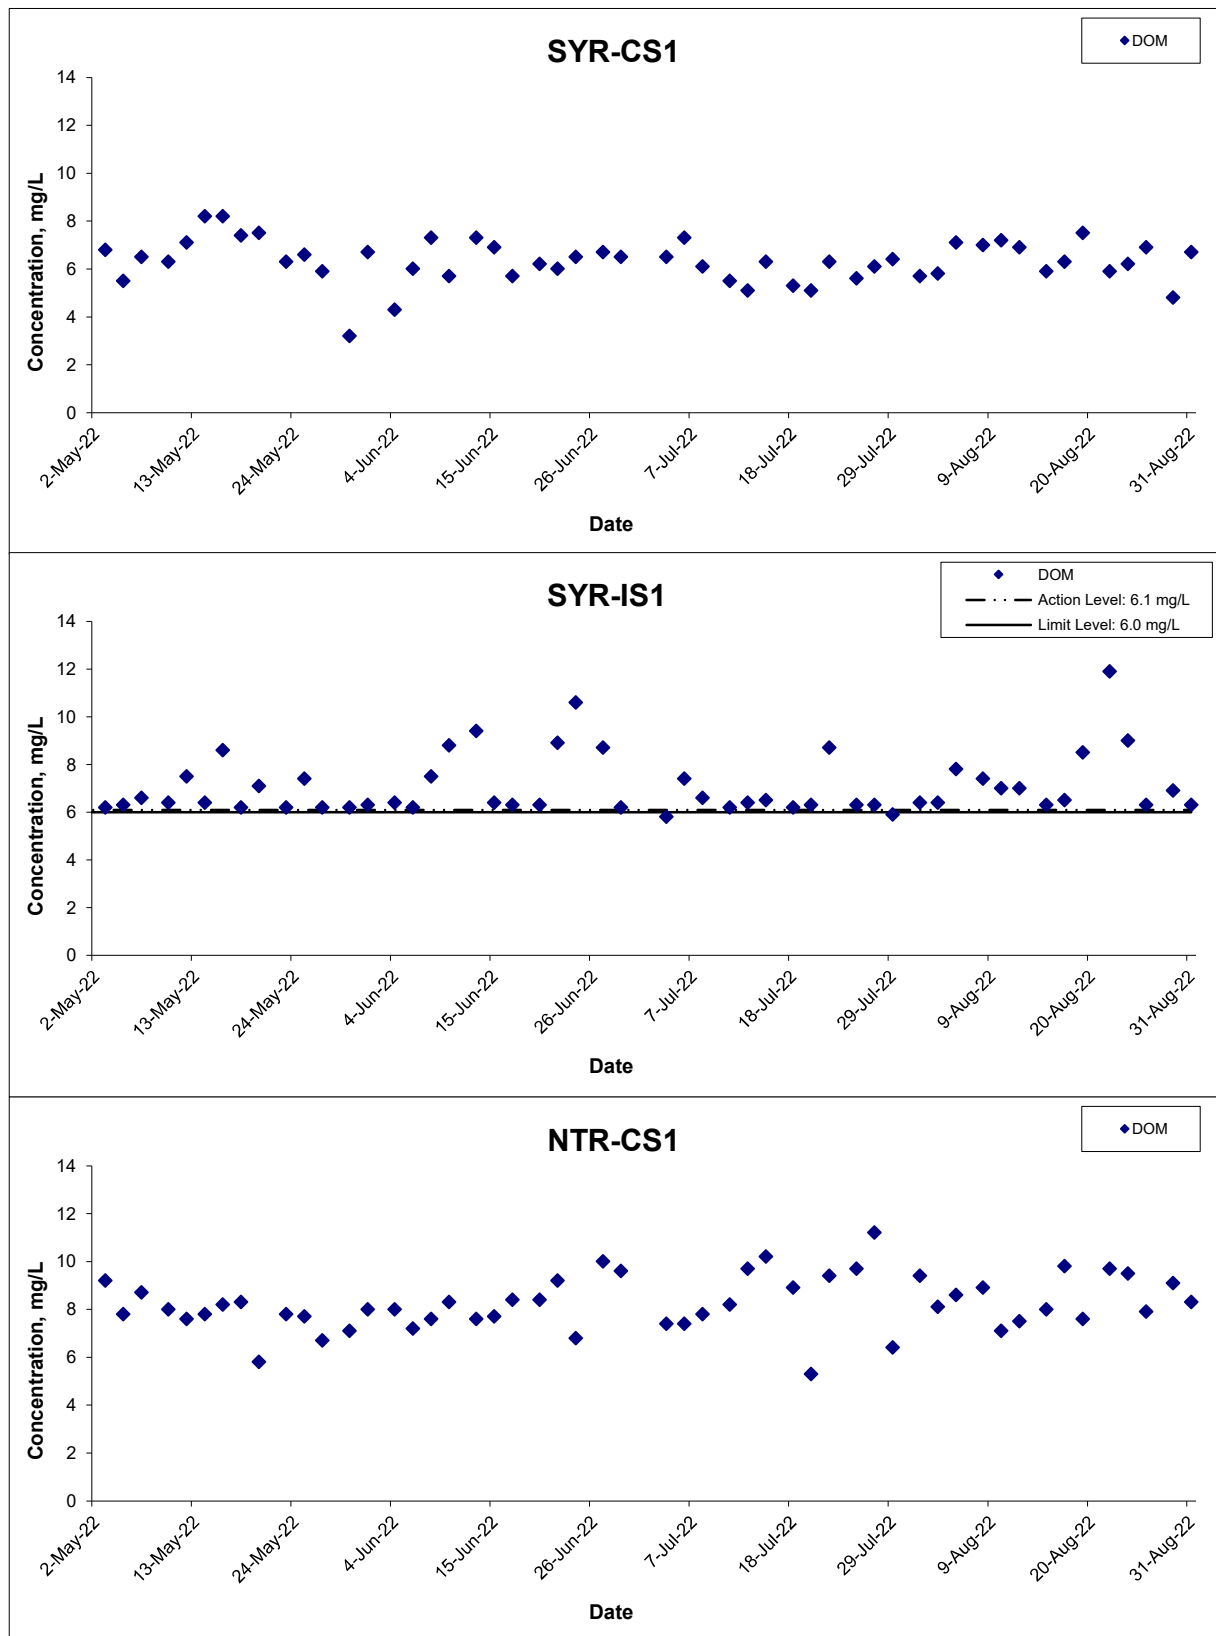 SYR-CS1
DOM
Concentration, mg/L
14
12
10
8
6
4
2
0
2-May-22
13-May-22
24-May-22
4-Jun-22
15-Jun-22
26-Jun-22
7-Jul-22
18-Jul-22
29-Jul-22
9-Aug-22
20-Aug-22
31-Aug-22
Date
SYR-IS1
DOM
Action Level: 6.1 mg/L
Limit Level: 6.0 mg/L
Concentration, mg/L
14
12
10
8
6
4
2
0
2-May-22
13-May-22
24-May-22
4-Jun-22
15-Jun-22
26-Jun-22
7-Jul-22
18-Jul-22
29-Jul-22
9-Aug-22
20-Aug-22
31-Aug-22
Date
NTR-CS1
DOM
Concentration, mg/L
14
12
10
8
6
4
2
0
2-May-22
13-May-22
24-May-22
4-Jun-22
15-Jun-22
26-Jun-22
7-Jul-22
18-Jul-22
29-Jul-22
9-Aug-22
20-Aug-22
31-Aug-22
Date